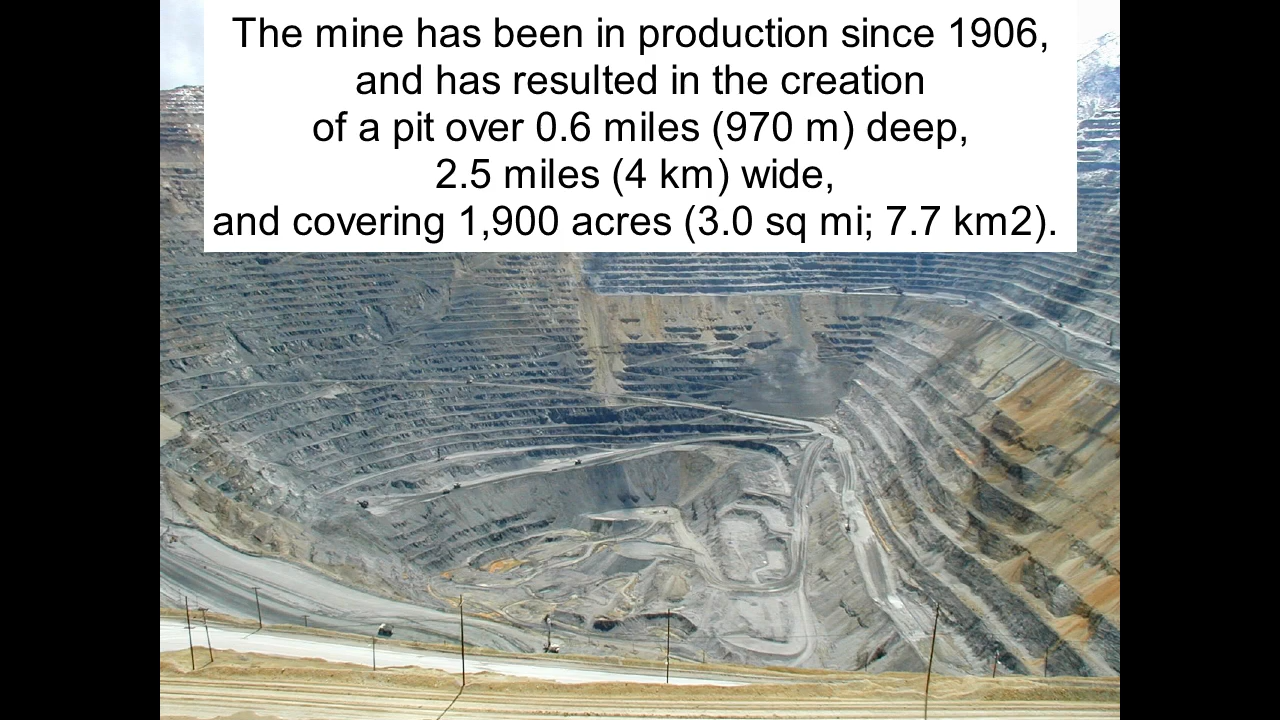 The mine has been in production since 1906,
and has resulted in the creation
of a pit over 0.6 miles (970 m) deep,
2.5 miles (4 km) wide,
and covering 1,900 acres (3.0 sq mi; 7.7 km2).